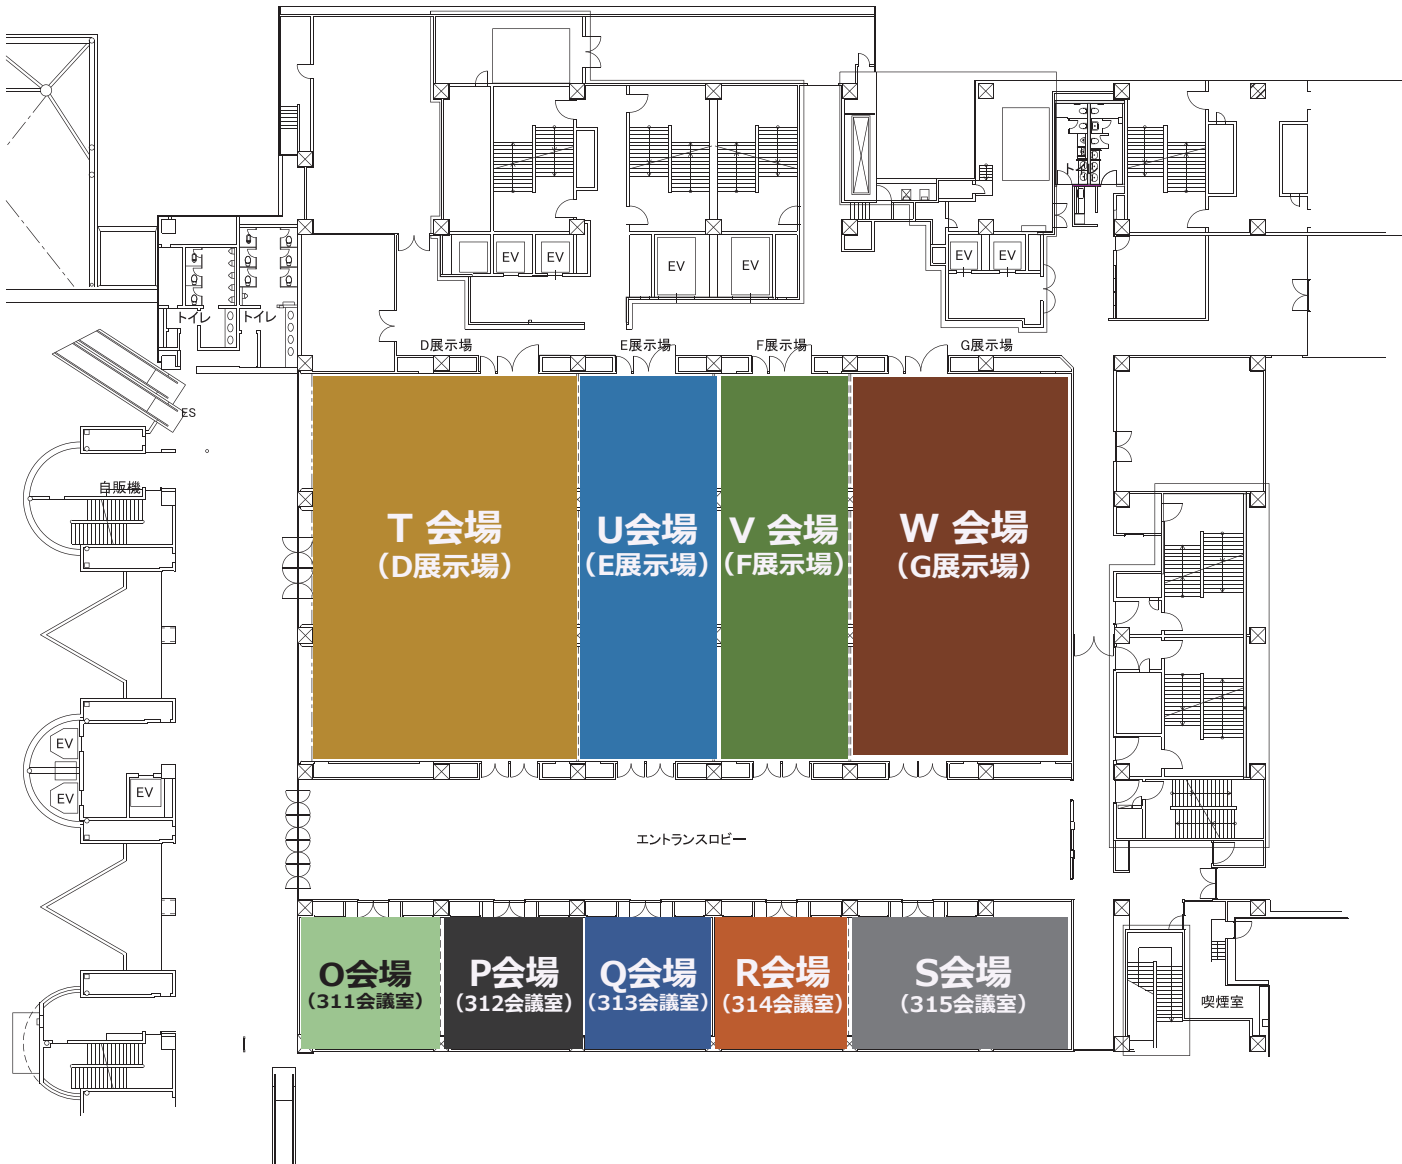 トイレ
EV
EV
EV
EV
EV
EV
トイレ
トイレ
D展示場
E展示場
F展示場
G展示場
ES
自販機
T 会場
（D展示場）
U会場
（E展示場）
V 会場
（F展示場）
W 会場
（G展示場）
EV
EV
EV
エントランスロビー
O会場
（311会議室）
P会場
（312会議室）
Q会場
（313会議室）
R会場
（314会議室）
S会場
（315会議室）
喫煙室